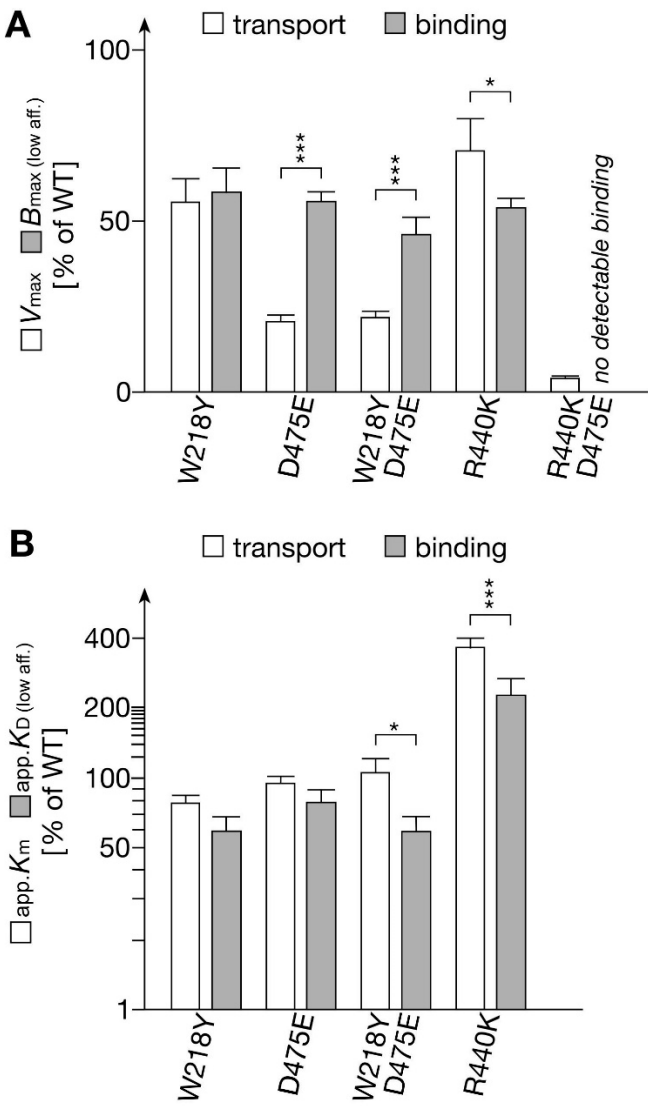 A
transport binding
100
50
0
Vmax Bmax (low aff.)
[% of WT]
***
***
*
no detectable binding
W218Y
D475E
W218Y
D475E
R440K
R440K
D475E
B
transport binding
400
200
100
50
1
app.Km app.KD (low aff.)
[% of WT]
*
***
W218Y
D475E
W218Y
D475E
R440K